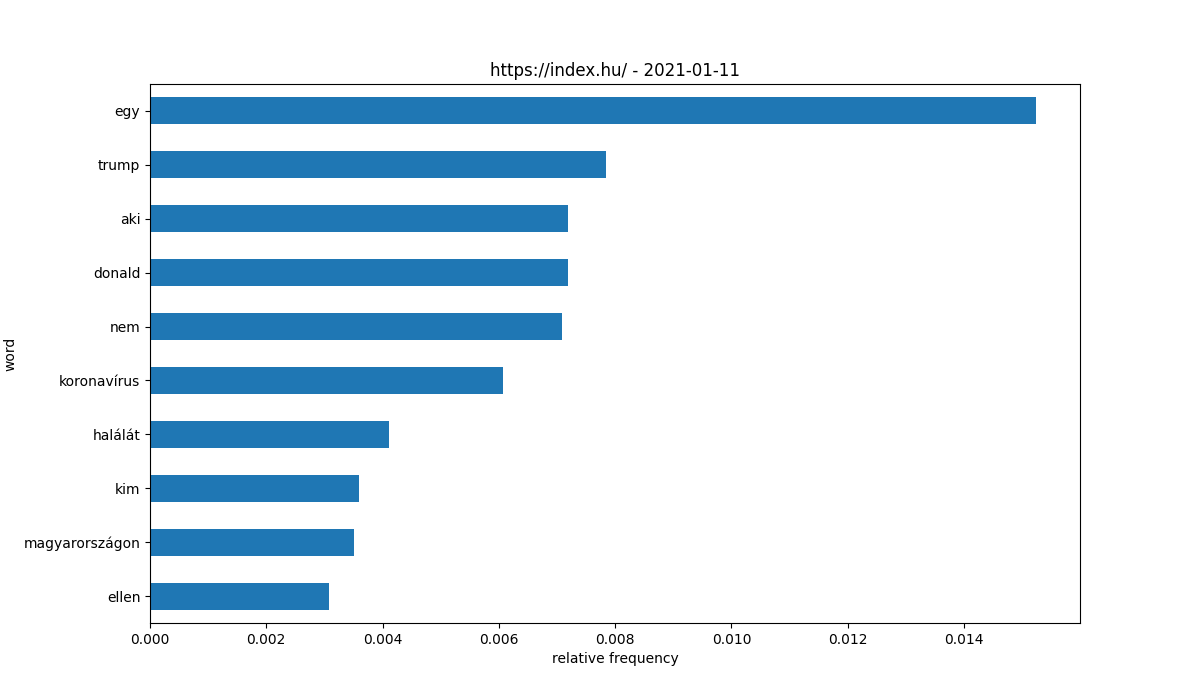 https://index.hu/ - 2021-01-11
egy
trump
aki
donald
nem
koronavírus
halálát
kim
magyarországon
ellen
word
0.000 0.002 0.004 0.006 0.008 0.010 0.012 0.014
relative frequency